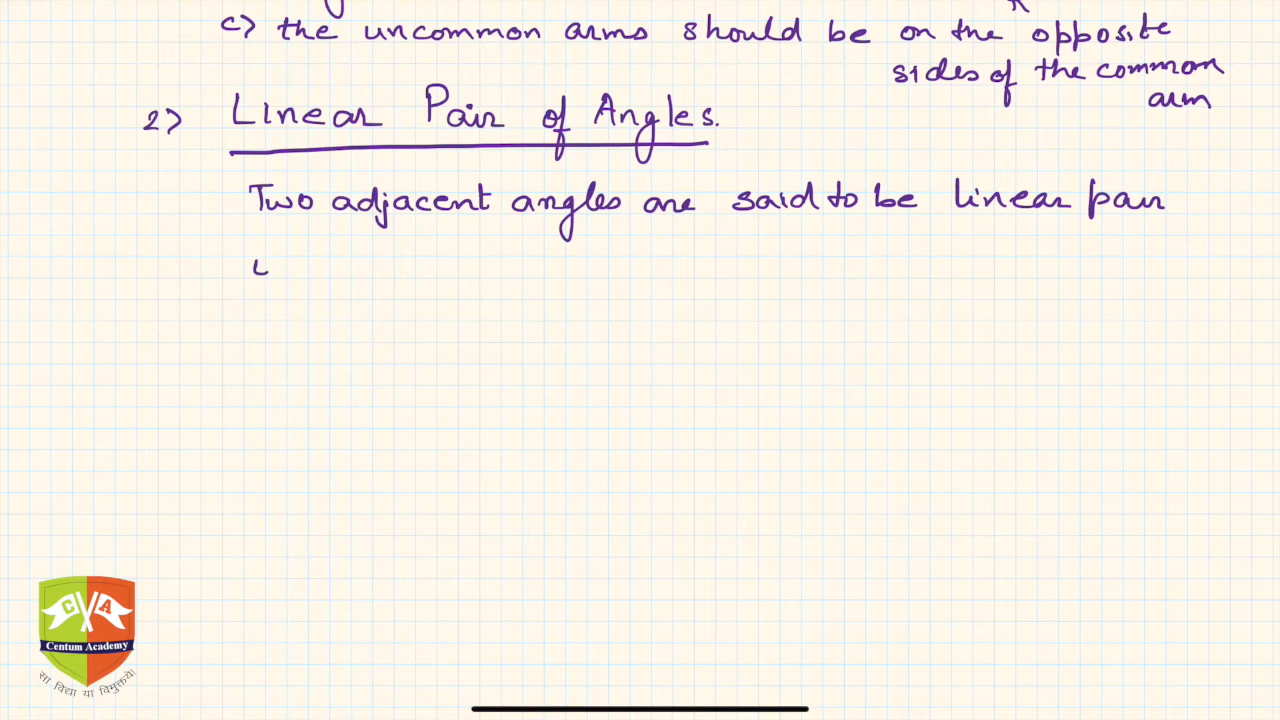 c) the uncommon arms should be on the opposite
sides of the common
arm
2) Linear Pair of Angles.
Two adjacent angles are said to be linear pair
C A
Centum Academy
सा विद्या या विमुक्तये।